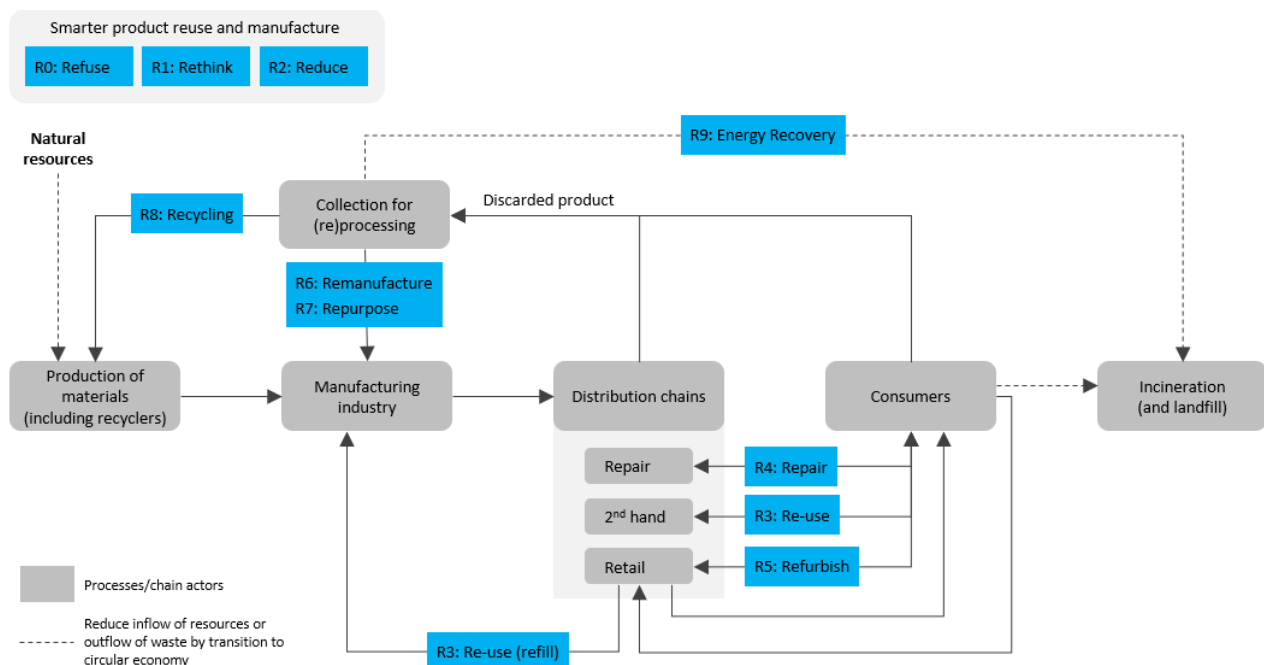 Smarter product reuse and manufacture
R0: Refuse
R1: Rethink
R2: Reduce
Natural
resources
R9: Energy Recovery
R8: Recycling
Collection for
(re)processing
Discarded product
R6: Remanufacture
R7: Repurpose
Production of
materials
(including recyclers)
Manufacturing
industry
Distribution chains
Consumers
Incineration
(and landfill)
Repair
R4: Repair
2nd hand
R3: Re-use
Retail
R5: Refurbish
Processes/chain actors
Reduce inflow of resources or
outflow of waste by transition to
circular economy
R3: Re-use (refill)